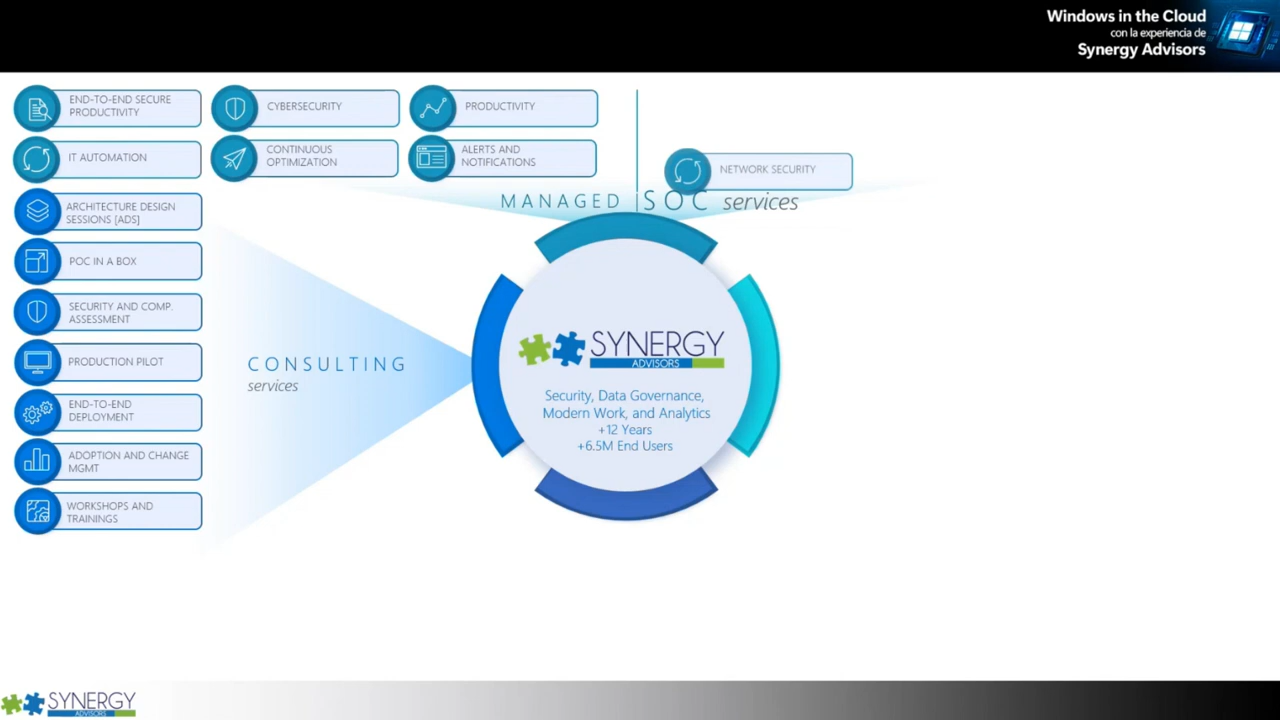 Windows in the Cloud
con la experiencia de
Synergy Advisors
END-TO-END SECURE
PRODUCTIVITY
CYBERSECURITY
PRODUCTIVITY
IT AUTOMATION
CONTINUOUS
OPTIMIZATION
ALERTS AND
NOTIFICATIONS
NETWORK SECURITY
MANAGED SOC services
ARCHITECTURE DESIGN
SESSIONS [ADS]
POC IN A BOX
SECURITY AND COMP.
ASSESSMENT
PRODUCTION PILOT
END-TO-END
DEPLOYMENT
ADOPTION AND CHANGE
MGMT
WORKSHOPS AND
TRAININGS
CONSULTING
services
SYNERGY
ADVISORS
Security, Data Governance,
Modern Work, and Analytics
+12 Years
+6.5M End Users
SYNERGY
ADVISORS